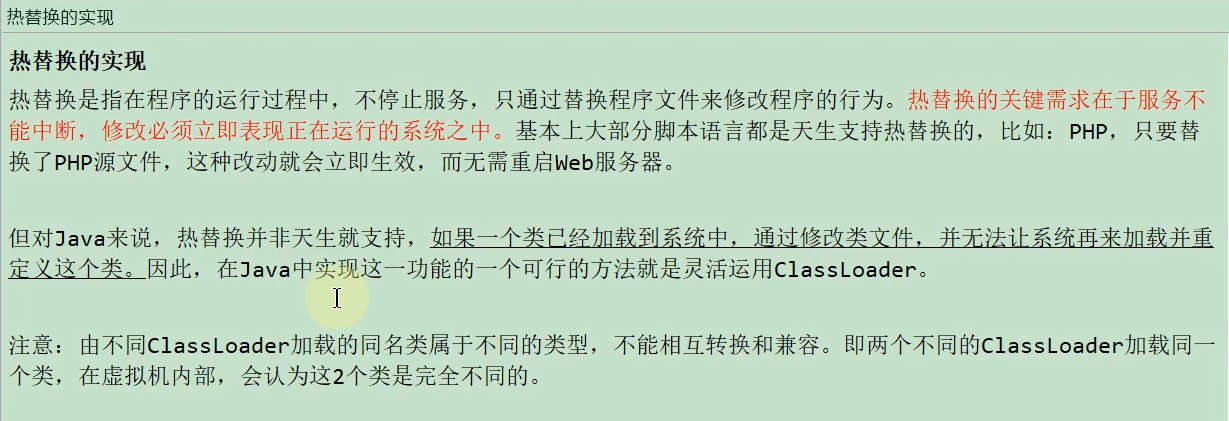 热替换的实现
热替换的实现
热替换是指在程序的运行过程中，不停止服务，只通过替换程序文件来修改程序的行为。热替换的关键需求在于服务不
能中断，修改必须立即表现正在运行的系统之中。基本上大部分脚本语言都是天生支持热替换的，比如：PHP，只要替
换了PHP源文件，这种改动就会立即生效，而无需重启Web服务器。
但对Java来说，热替换并非天生就支持，如果一个类已经加载到系统中，通过修改类文件，并无法让系统再来加载并重
定义这个类。因此，在Java中实现这一功能的一个可行的方法就是灵活运用ClassLoader。
注意：由不同ClassLoader加载的同名类属于不同的类型，不能相互转换和兼容。即两个不同的ClassLoader加载同一
个类，在虚拟机内部，会认为这2个类是完全不同的。